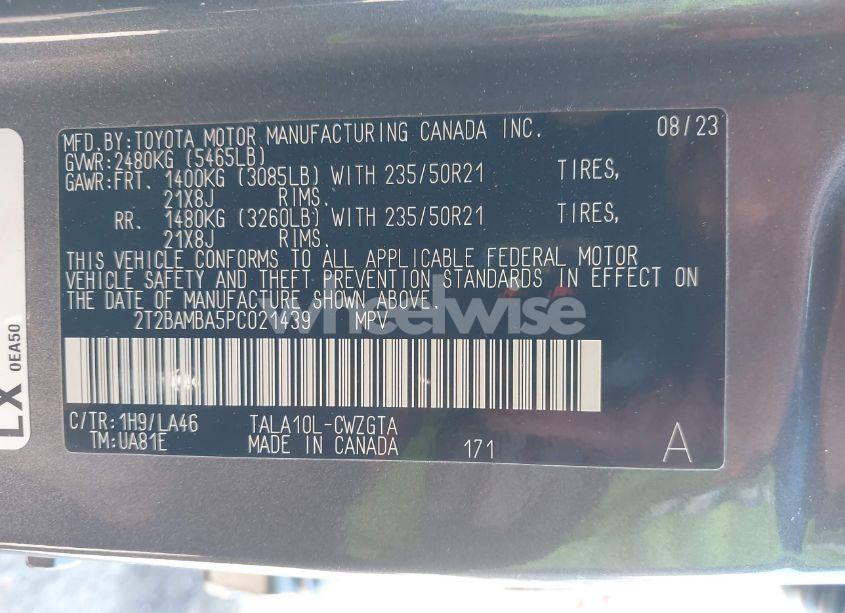 MFD.BY:TOYOTA MOTOR MANUFACTURING CANADA INC. 08/23
GVWR:2480KG (5465LB)
GAWR:FRT. 1400KG (3085LB) WITH 235/50R21 TIRES,
21X8J RIMS.
RR. 1480KG (3260LB) WITH 235/50R21 TIRES,
21X8J RIMS.
THIS VEHICLE CONFORMS TO ALL APPLICABLE FEDERAL MOTOR
VEHICLE SAFETY AND THEFT PREVENTION STANDARDS IN EFFECT ON
THE DATE OF MANUFACTURE SHOWN ABOVE.
2T2BAMBA5PC021439 MPV
wheelwise
C/TR:1H9/LA46 TALA10L-CWZGTA
TM:UA81E MADE IN CANADA 171 A
LX 0EA50